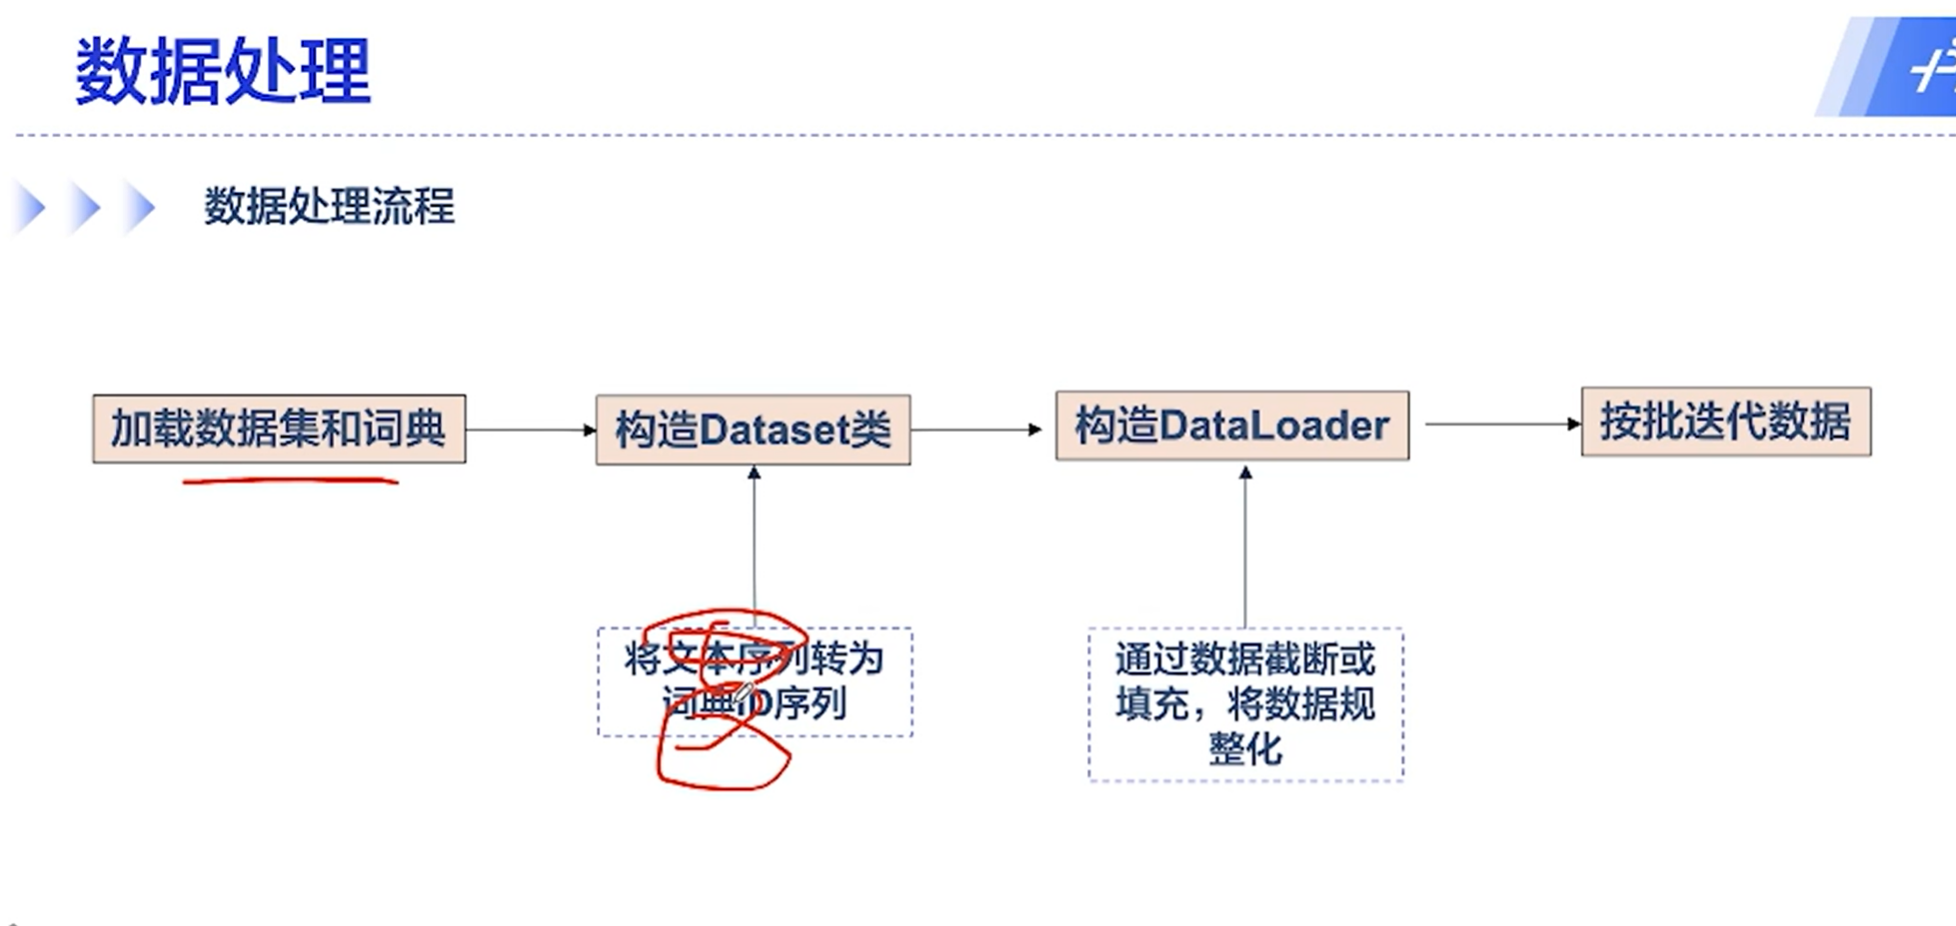 数据处理
数据处理流程
加载数据集和词典
构造Dataset类
构造DataLoader
按批迭代数据
将文本序列转为
词典ID序列
通过数据截断或
填充，将数据规
整化